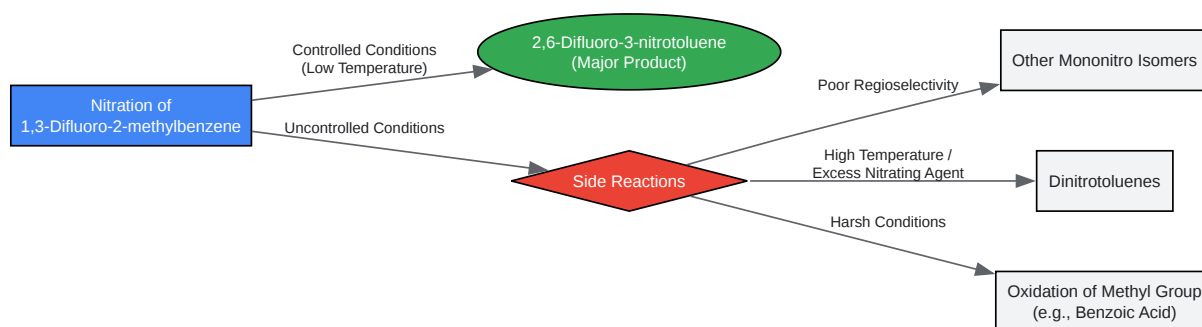 Nitration of
1,3-Difluoro-2-methylbenzene
Controlled Conditions
(Low Temperature)
Uncontrolled Conditions
2,6-Difluoro-3-nitrotoluene
(Major Product)
Side Reactions
Poor Regioselectivity
High Temperature /
Excess Nitrating Agent
Harsh Conditions
Other Mononitro Isomers
Dinitrotoluenes
Oxidation of Methyl Group
(e.g., Benzoic Acid)